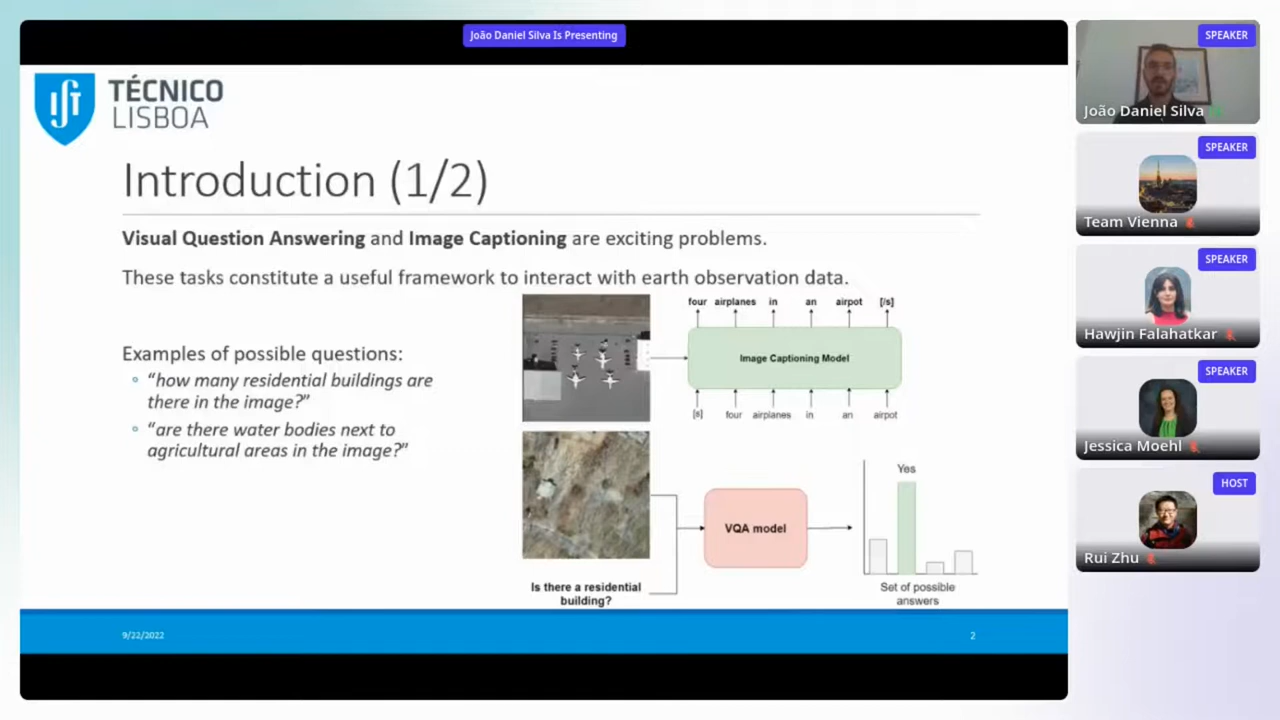 João Daniel Silva Is Presenting
TÉCNICO
LISBOA
Introduction (1/2)
Visual Question Answering and Image Captioning are exciting problems.
These tasks constitute a useful framework to interact with earth observation data.
Examples of possible questions:
"how many residential buildings are
there in the image?"
"are there water bodies next to
agricultural areas in the image?"
four airplanes in an airpot [/s]
Image Captioning Model
[s] four airplanes in an airpot
Yes
VQA model
Is there a residential
building?
Set of possible
answers
9/22/2022
2
SPEAKER
João Daniel Silva
SPEAKER
Team Vienna
SPEAKER
Hawjin Falahatkar
SPEAKER
Jessica Moehl
HOST
Rui Zhu